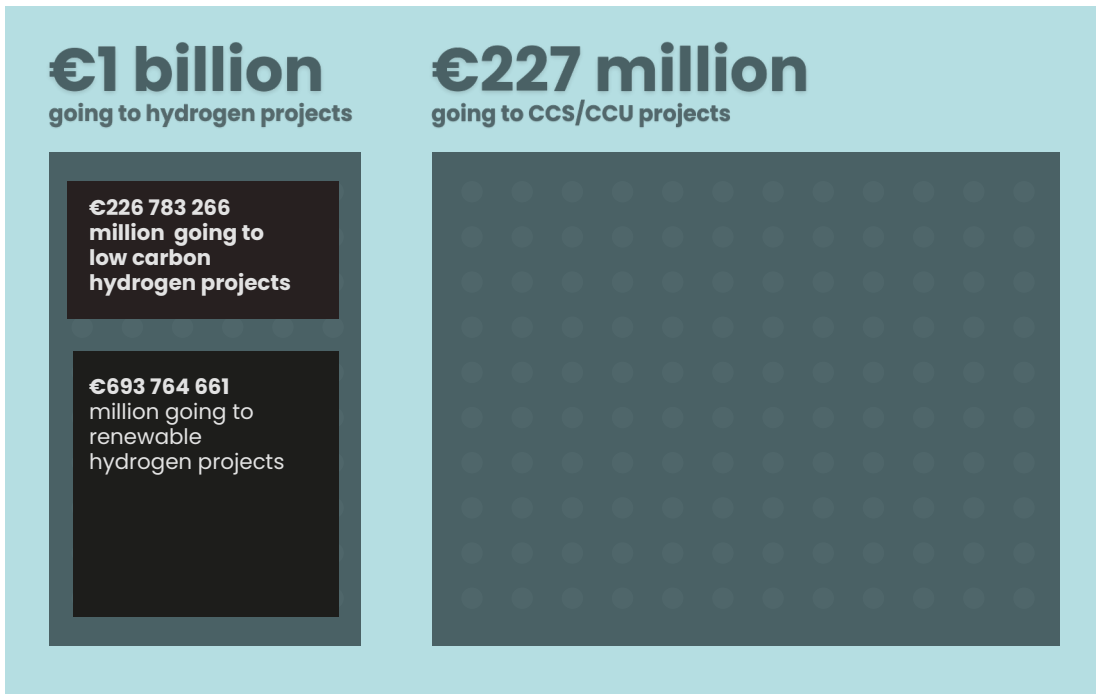 €1 billion
going to hydrogen projects
€227 million
going to CCS/CCU projects
€226 783 266
million going to
low carbon
hydrogen projects
€693 764 661
million going to
renewable
hydrogen projects